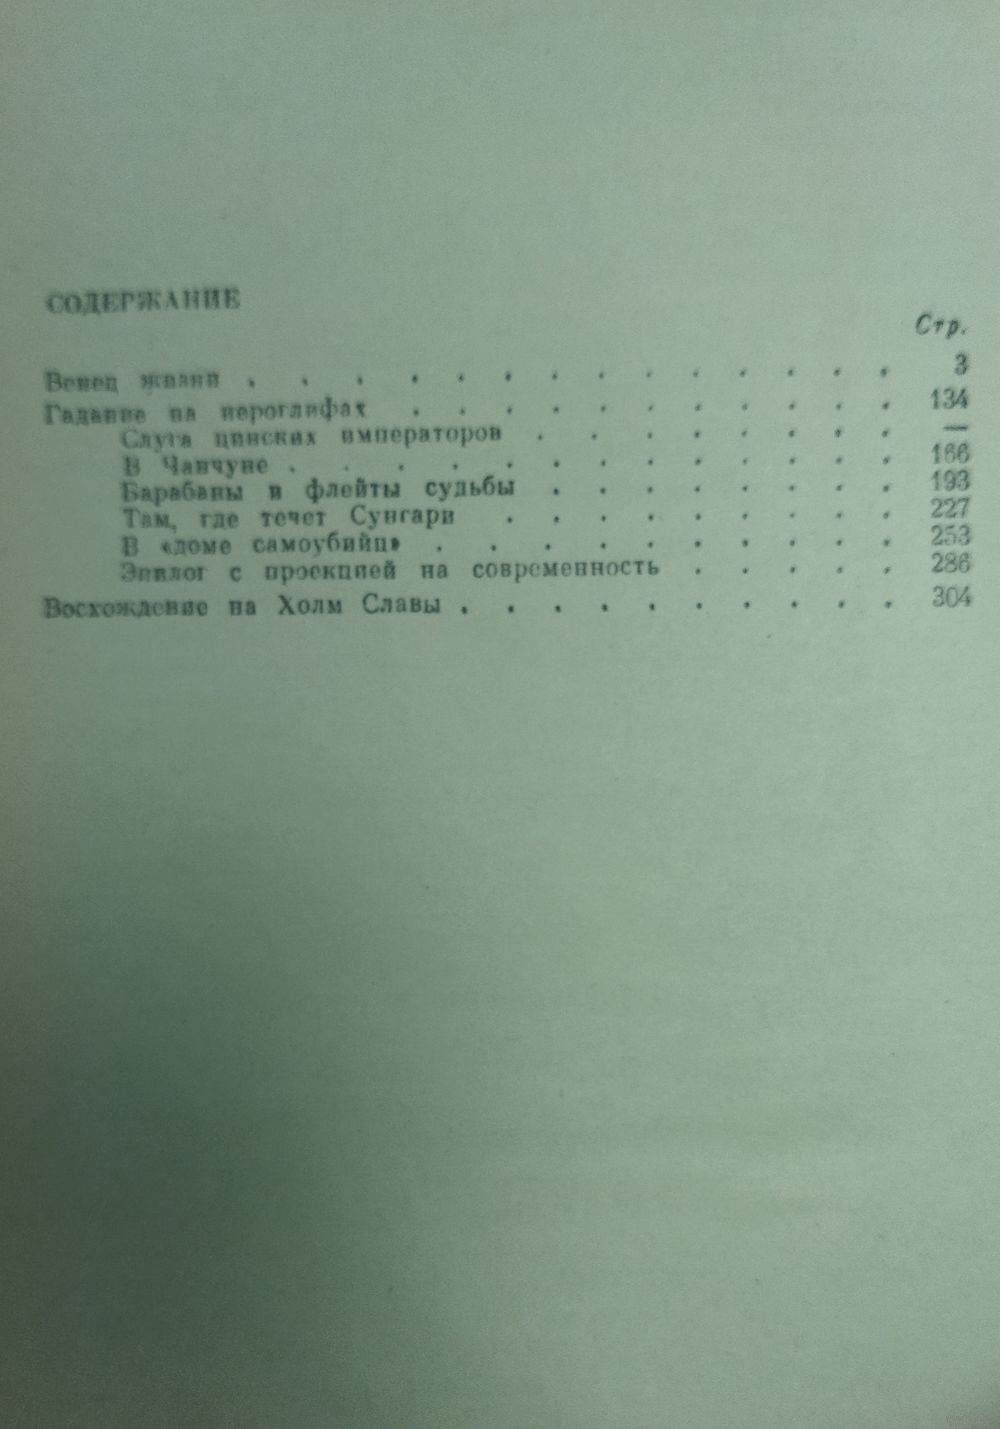 СОДЕРЖАНИЕ
Стр.
Венец жизни . . . . . . . . . . . . . 3
Гадание на иероглифах . . . . . . . . . . . 134
Слуга цинских императоров . . . . . . . . —
В Чанчуне . . . . . . . . . . . . 166
Барабаны и флейты судьбы . . . . . . . . 193
Там, где течет Сунгари . . . . . . . . . 227
В «доме самоубийц» . . . . . . . . . . 253
Эпилог с проекцией на современность . . . . . 286
Восхождение на Холм Славы . . . . . . . . . . 304